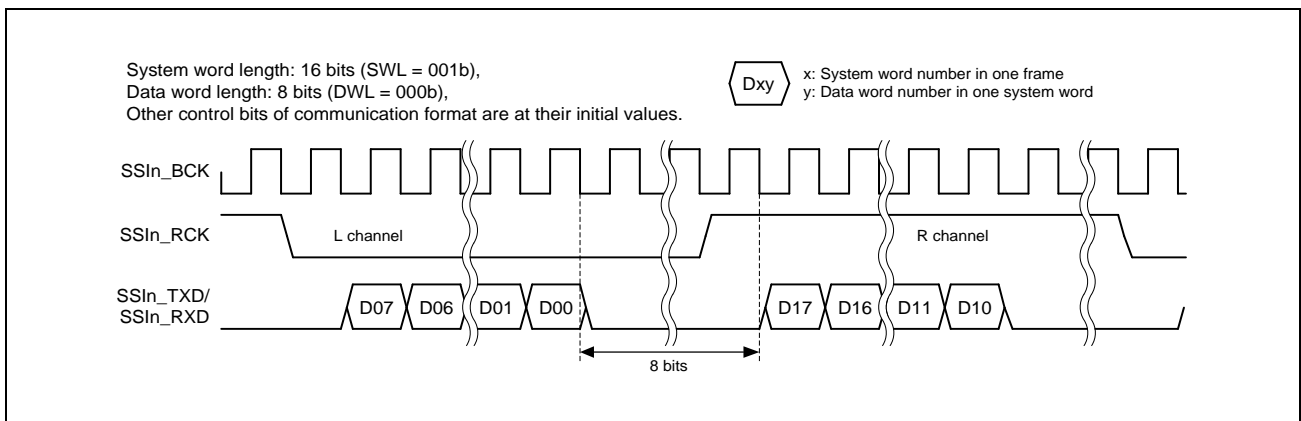 System word length: 16 bits (SWL = 001b),
Data word length: 8 bits (DWL = 000b),
Other control bits of communication format are at their initial values.
Dxy
x: System word number in one frame
y: Data word number in one system word
SSIn_BCK
SSIn_RCK
L channel
R channel
SSIn_TXD/
SSIn_RXD
D07 D06 D01 D00 D17 D16 D11 D10
8 bits